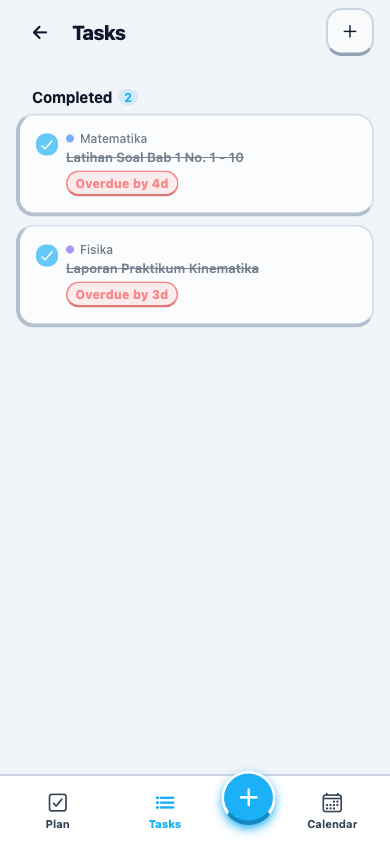 Tasks
Completed 2
Matematika
Latihan Soal Bab 1 No. 1 - 10
Overdue by 4d
Fisika
Laporan Praktikum Kinematika
Overdue by 3d
Plan
Tasks
Calendar